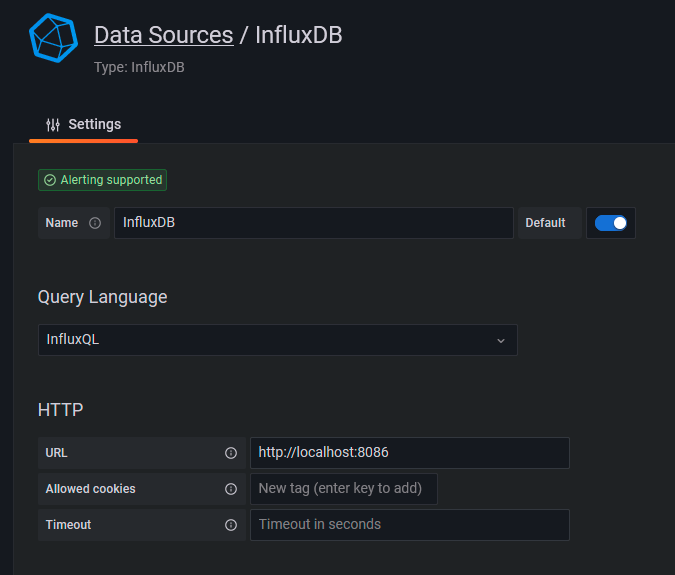 Data Sources / InfluxDB
Type: InfluxDB
Settings
Alerting supported
Name InfluxDB Default
Query Language
InfluxQL
HTTP
URL http://localhost:8086
Allowed cookies New tag (enter key to add)
Timeout Timeout in seconds